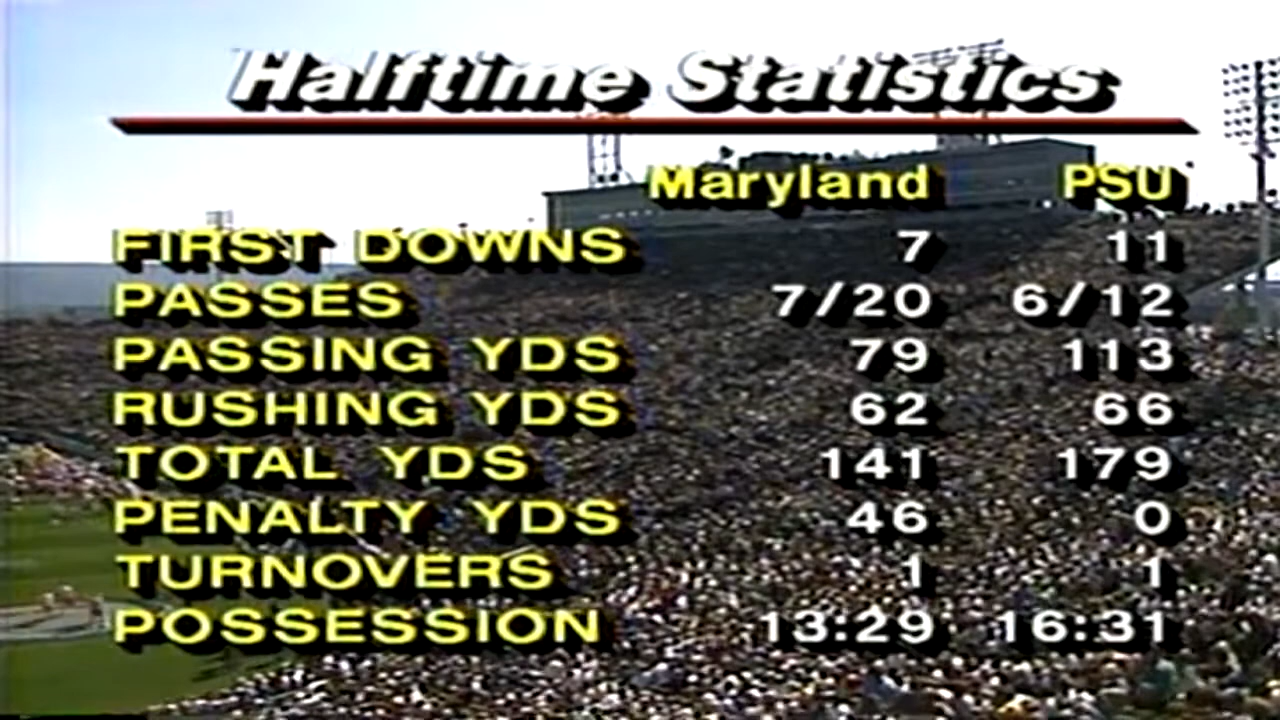 Halftime Statistics
Maryland PSU
FIRST DOWNS 7 11
PASSES 7/20 6/12
PASSING YDS 79 113
RUSHING YDS 62 66
TOTAL YDS 141 179
PENALTY YDS 46 0
TURNOVERS 1 1
POSSESSION 13:29 16:31